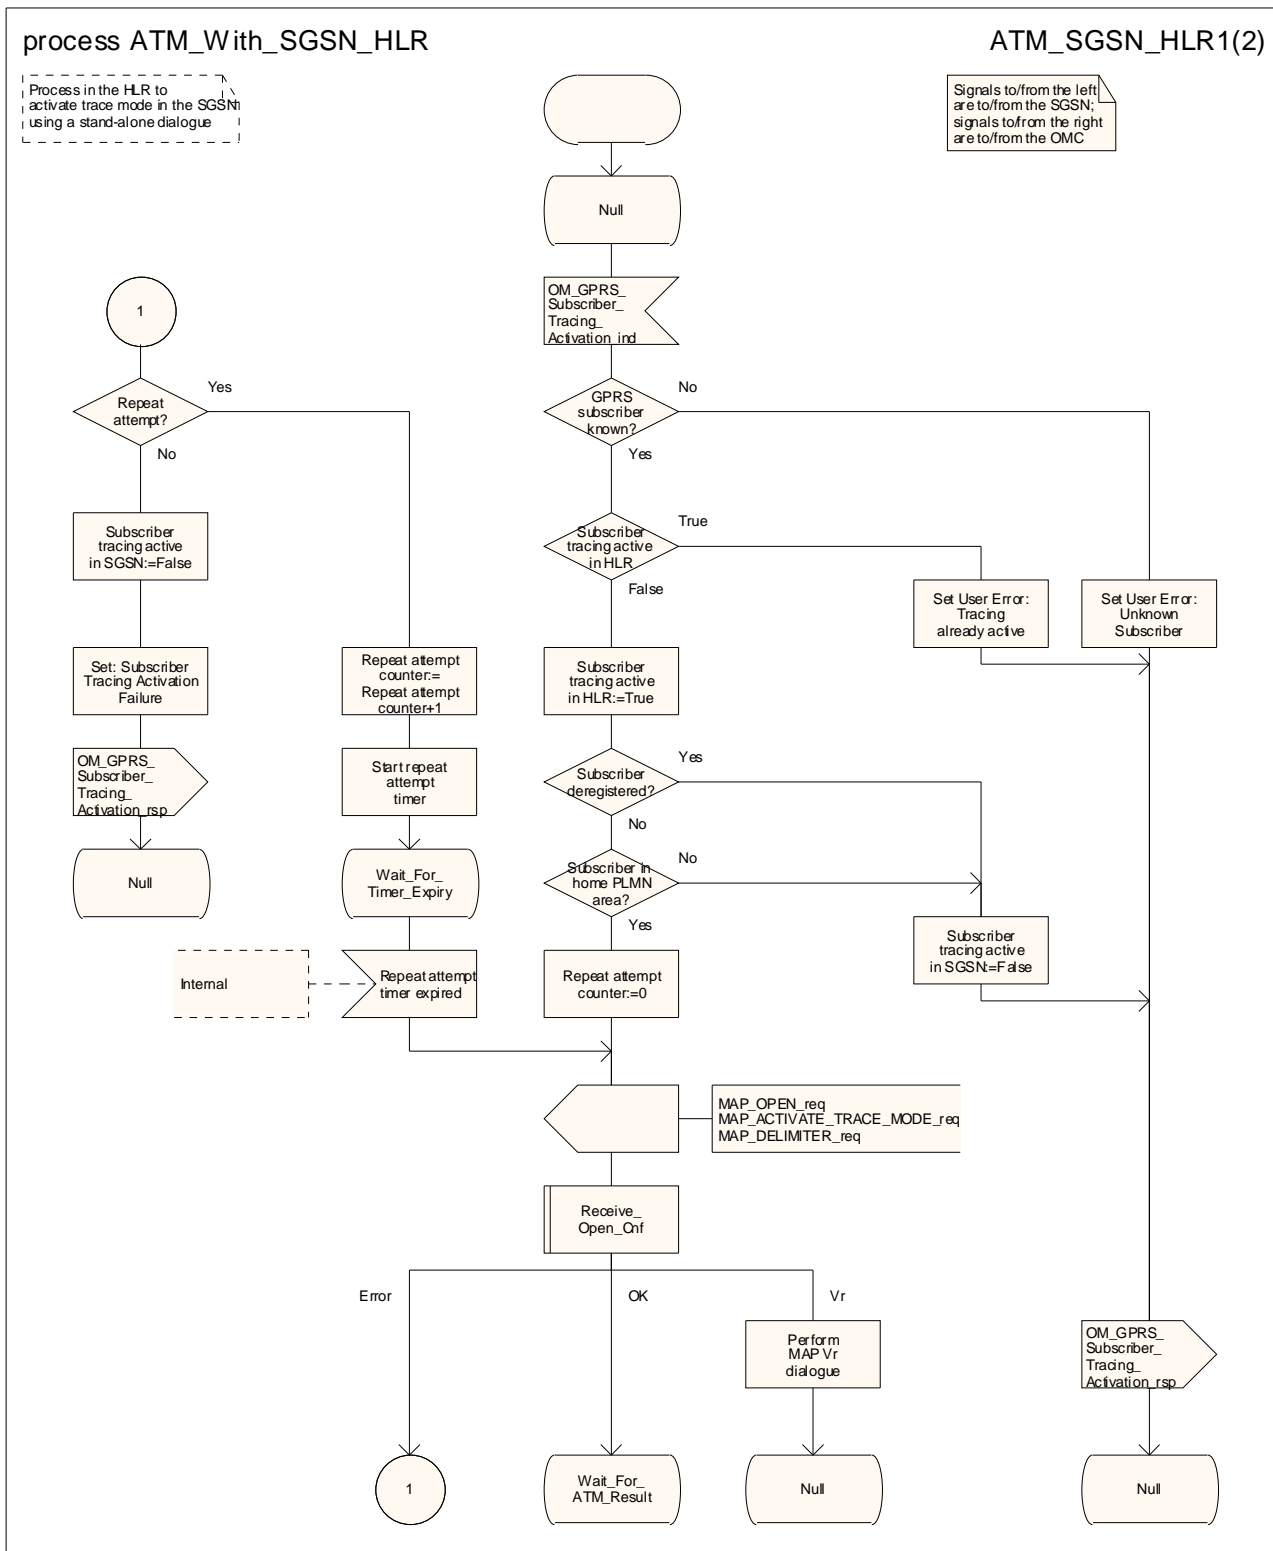 process ATM_With_SGSN_HLR
ATM_SGSN_HLR1(2)
Process in the HLR to
activate trace mode in the SGSN
using a stand-alone dialogue
Signals to/from the left
are to/from the SGSN;
signals to/from the right
are to/from the OMC
Null
OM_GPRS_
Subscriber_
Tracing_
Activation_ind
1
Yes
Repeat
attempt?
No
No
GPRS
subscriber
known?
Yes
Subscriber
tracing active
in SGSN:=False
True
Subscriber
tracing active
in HLR
False
Set User Error:
Tracing
already active
Set User Error:
Unknown
Subscriber
Set: Subscriber
Tracing Activation
Failure
Repeat attempt
counter:=
Repeat attempt
counter+1
Subscriber
tracing active
in HLR:=True
OM_GPRS_
Subscriber_
Tracing_
Activation_rsp
Start repeat
attempt
timer
Yes
Subscriber
deregistered?
No
Null
Wait_For_
Timer_Expiry
No
Subscriber in
home PLMN
area?
Yes
Subscriber
tracing active
in SGSN:=False
Internal
Repeat attempt
timer expired
Repeat attempt
counter:=0
MAP_OPEN_req
MAP_ACTIVATE_TRACE_MODE_req
MAP_DELIMITER_req
Receive_
Open_Cnf
Error
OK
Vr
Perform
MAP Vr
dialogue
OM_GPRS_
Subscriber_
Tracing_
Activation_rsp
1
Wait_For_
ATM_Result
Null
Null